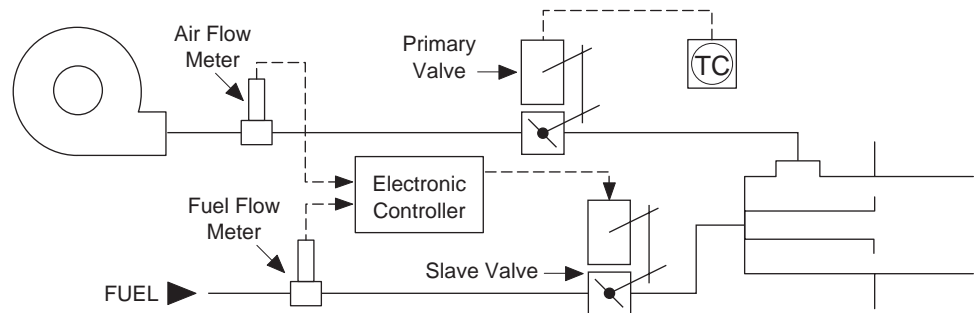 Air Flow
Meter
Primary
Valve
TC
Electronic
Controller
Fuel Flow
Meter
Slave Valve
FUEL